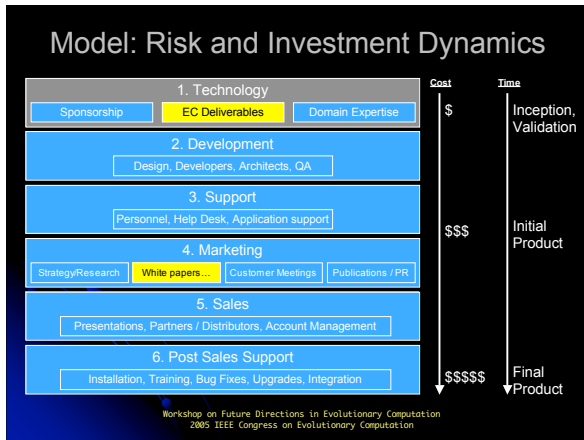 Model: Risk and Investment Dynamics
Cost
Time
1. Technology
Sponsorship
EC Deliverables
Domain Expertise
$
Inception,
Validation
2. Development
Design, Developers, Architects, QA
3. Support
Personnel, Help Desk, Application support
$$$
Initial
Product
4. Marketing
Strategy/Research
White papers…
Customer Meetings
Publications / PR
5. Sales
Presentations, Partners / Distributors, Account Management
6. Post Sales Support
Installation, Training, Bug Fixes, Upgrades, Integration
$$$$$
Final
Product
Workshop on Future Directions in Evolutionary Computation
2005 IEEE Congress on Evolutionary Computation